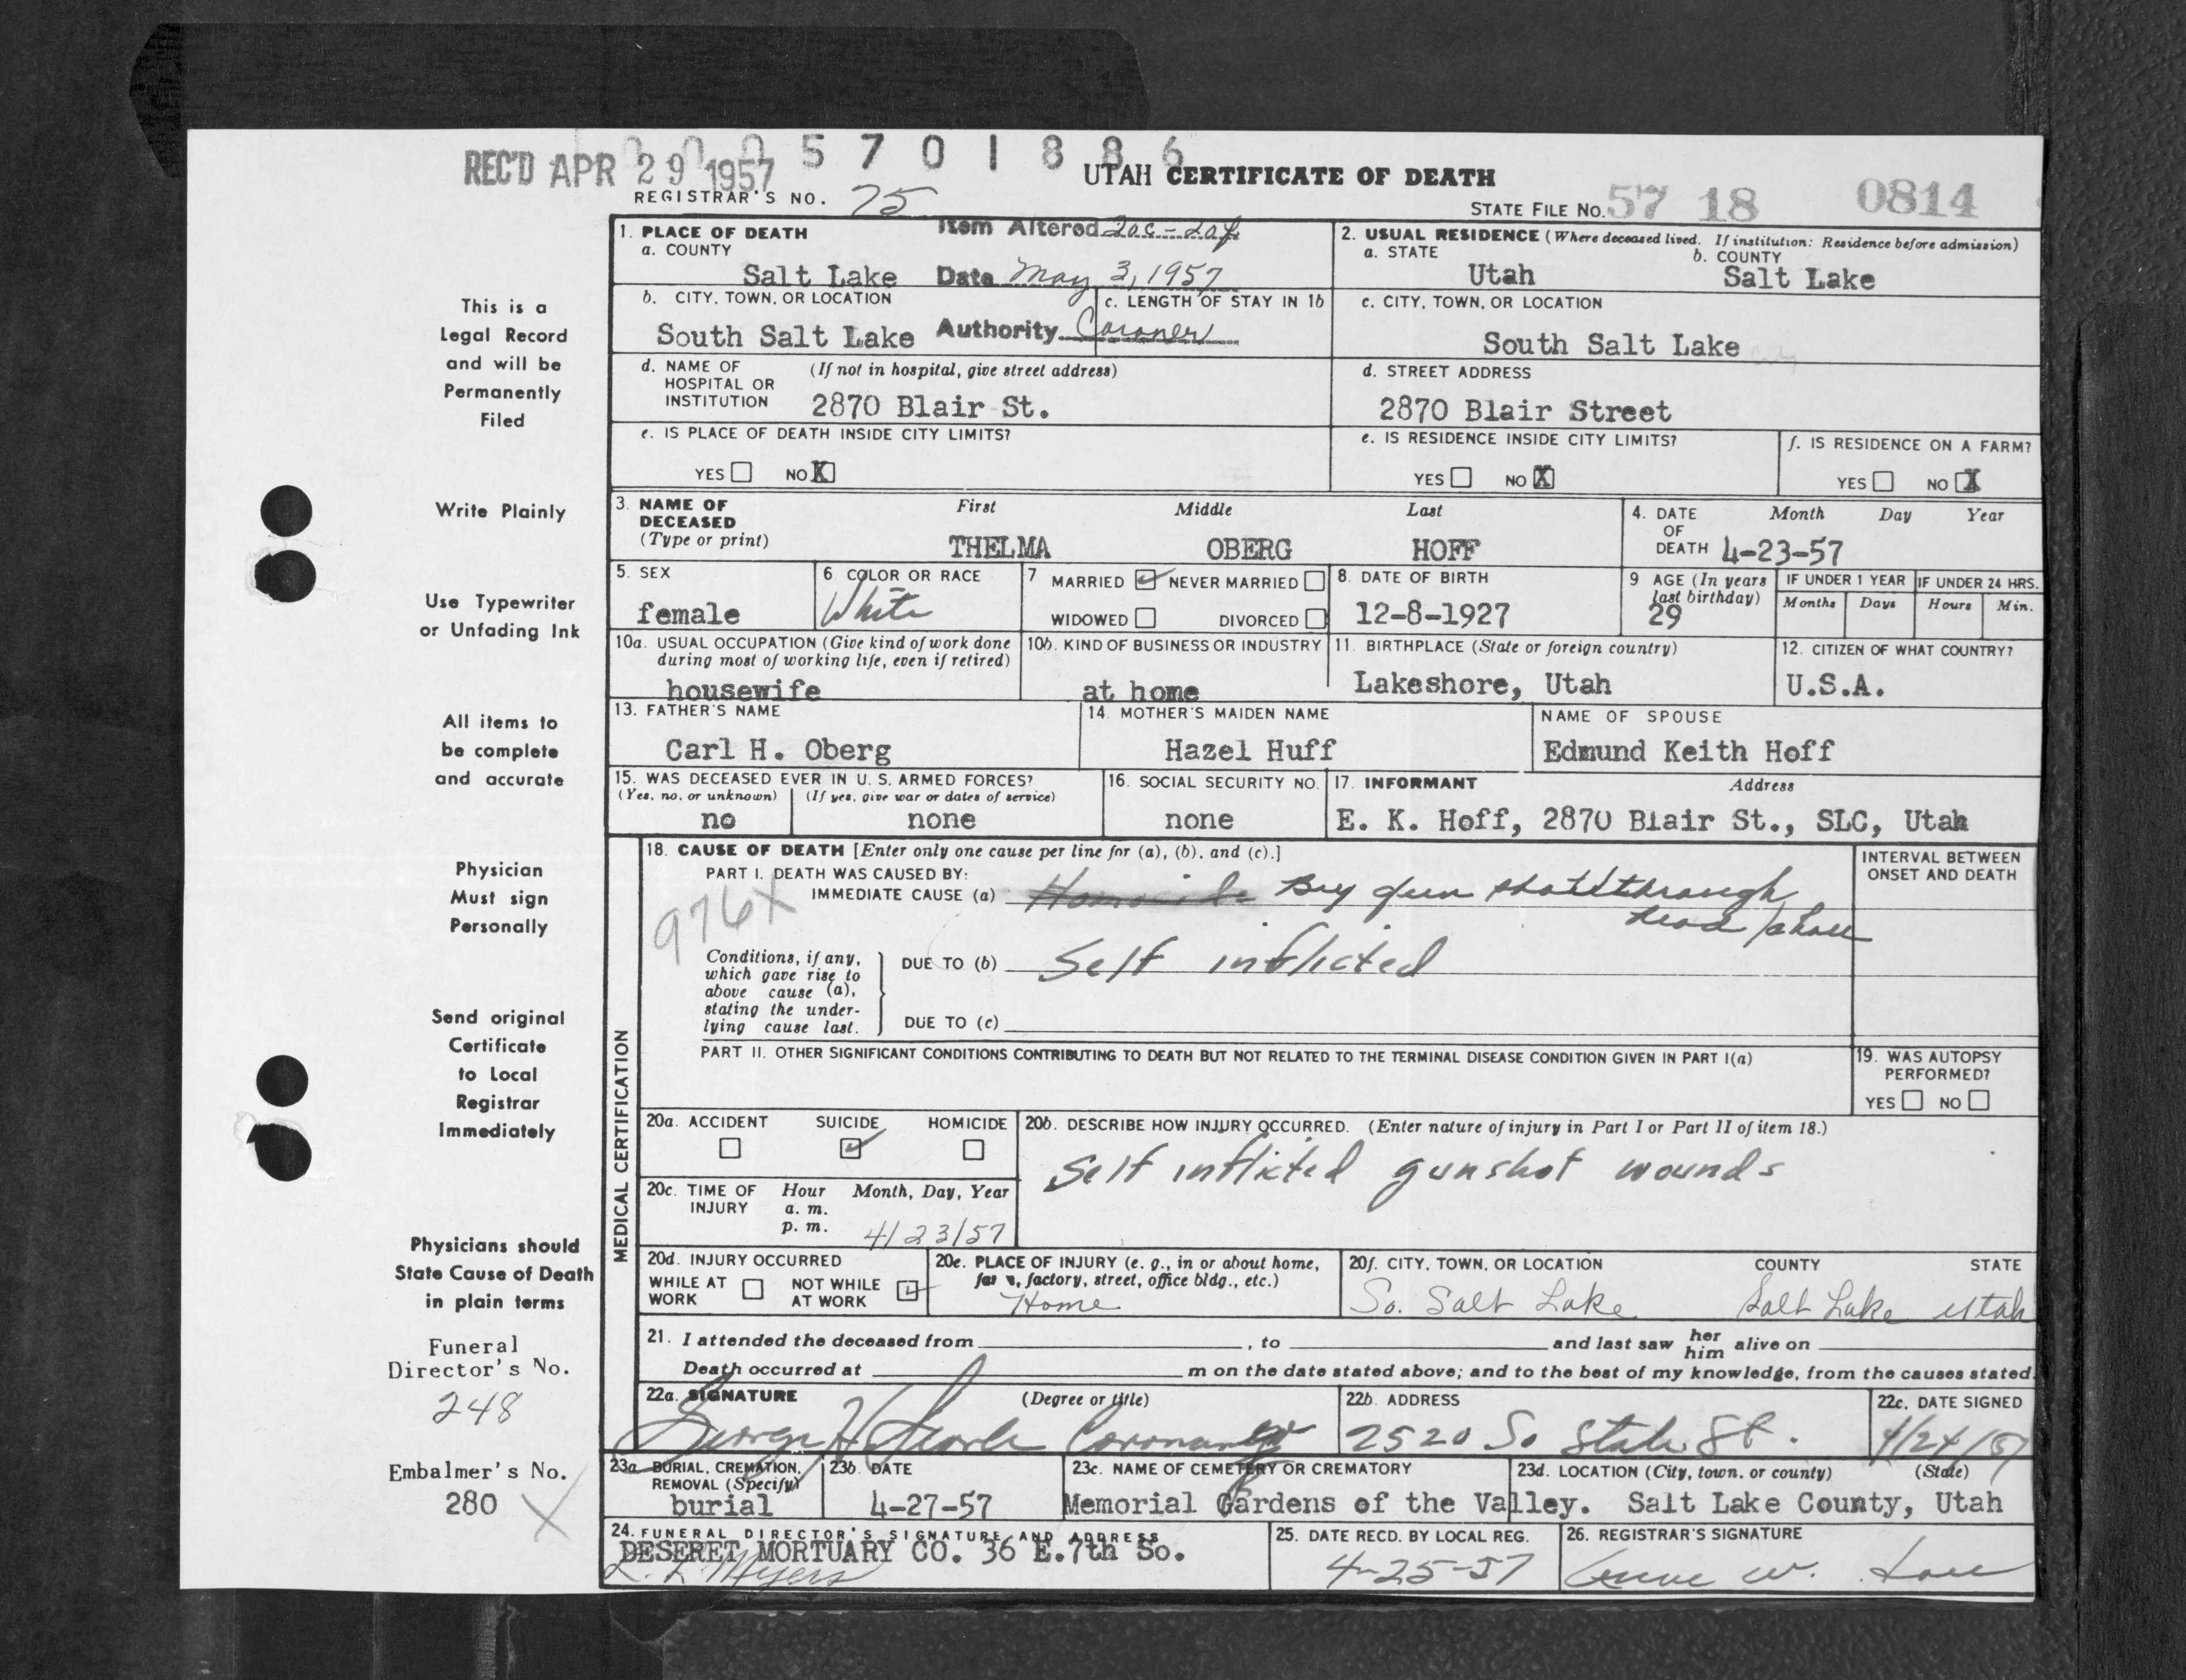 0005701886
REC'D APR 29 1957
UTAH CERTIFICATE OF DEATH
REGISTRAR'S NO. 75
STATE FILE NO. 57 18 0814
This is a
Legal Record
and will be
Permanently
Filed
Write Plainly
Use Typewriter
or Unfading Ink
All items to
be complete
and accurate
Physician
Must sign
Personally
Send original
Certificate
to Local
Registrar
Immediately
Physicians should
State Cause of Death
in plain terms
Funeral
Director's No.
248
Embalmer's No.
280 X
Item Altered 20c-20f
Date May 3, 1957
Authority Coroner
1. PLACE OF DEATH
a. COUNTY
Salt Lake
b. CITY, TOWN, OR LOCATION
South Salt Lake
c. LENGTH OF STAY IN 1b
d. NAME OF HOSPITAL OR INSTITUTION (If not in hospital, give street address)
2870 Blair St.
e. IS PLACE OF DEATH INSIDE CITY LIMITS?
YES NO X
2. USUAL RESIDENCE (Where deceased lived. If institution: Residence before admission)
a. STATE
Utah
b. COUNTY
Salt Lake
c. CITY, TOWN, OR LOCATION
South Salt Lake
d. STREET ADDRESS
2870 Blair Street
e. IS RESIDENCE INSIDE CITY LIMITS?
YES NO X
f. IS RESIDENCE ON A FARM?
YES NO X
3. NAME OF DECEASED (Type or print)
First Middle Last
THELMA OBERG HOFF
4. DATE OF DEATH Month Day Year
4-23-57
5. SEX
female
6. COLOR OR RACE
White
7 MARRIED NEVER MARRIED
WIDOWED DIVORCED
8. DATE OF BIRTH
12-8-1927
9 AGE (In years last birthday)
29
IF UNDER 1 YEAR
Months Days
IF UNDER 24 HRS.
Hours Min.
10a. USUAL OCCUPATION (Give kind of work done during most of working life, even if retired)
housewife
10b. KIND OF BUSINESS OR INDUSTRY
at home
11. BIRTHPLACE (State or foreign country)
Lakeshore, Utah
12. CITIZEN OF WHAT COUNTRY?
U.S.A.
13. FATHER'S NAME
Carl H. Oberg
14. MOTHER'S MAIDEN NAME
Hazel Huff
NAME OF SPOUSE
Edmund Keith Hoff
15. WAS DECEASED EVER IN U. S. ARMED FORCES?
(Yes, no, or unknown) (If yes, give war or dates of service)
no none
16. SOCIAL SECURITY NO.
none
17. INFORMANT Address
E. K. Hoff, 2870 Blair St., SLC, Utah
MEDICAL CERTIFICATION
18. CAUSE OF DEATH [Enter only one cause per line for (a), (b), and (c).]
INTERVAL BETWEEN ONSET AND DEATH
PART I. DEATH WAS CAUSED BY:
IMMEDIATE CAUSE (a) Homocide By gun through
head
976X
Conditions, if any, which gave rise to above cause (a), stating the underlying cause last.
DUE TO (b) Self inflicted
DUE TO (c)
PART II. OTHER SIGNIFICANT CONDITIONS CONTRIBUTING TO DEATH BUT NOT RELATED TO THE TERMINAL DISEASE CONDITION GIVEN IN PART I(a)
19. WAS AUTOPSY PERFORMED?
YES NO
20a. ACCIDENT SUICIDE HOMICIDE
20b. DESCRIBE HOW INJURY OCCURRED. (Enter nature of injury in Part I or Part II of item 18.)
Self inflicted gunshot wounds
20c. TIME OF INJURY Hour Month, Day, Year
a. m.
p. m. 4/23/57
20d. INJURY OCCURRED
WHILE AT WORK NOT WHILE AT WORK
20e. PLACE OF INJURY (e. g., in or about home, farm, factory, street, office bldg., etc.)
Home
20f. CITY, TOWN, OR LOCATION COUNTY STATE
So. Salt Lake Salt Lake Utah
21. I attended the deceased from , to and last saw her him alive on
Death occurred at m on the date stated above; and to the best of my knowledge, from the causes stated.
22a. SIGNATURE (Degree or title)
George H Searle
22b. ADDRESS
2520 So State St.
22c. DATE SIGNED
4/24/57
23a. BURIAL, CREMATION, REMOVAL (Specify)
burial
23b. DATE
4-27-57
23c. NAME OF CEMETERY OR CREMATORY
Memorial Gardens of the Valley.
23d. LOCATION (City, town, or county) (State)
Salt Lake County, Utah
24. FUNERAL DIRECTOR'S SIGNATURE AND ADDRESS
DESERET MORTUARY CO. 36 E.7th So.
Myers
25. DATE RECD. BY LOCAL REG.
4-25-57
26. REGISTRAR'S SIGNATURE
W.